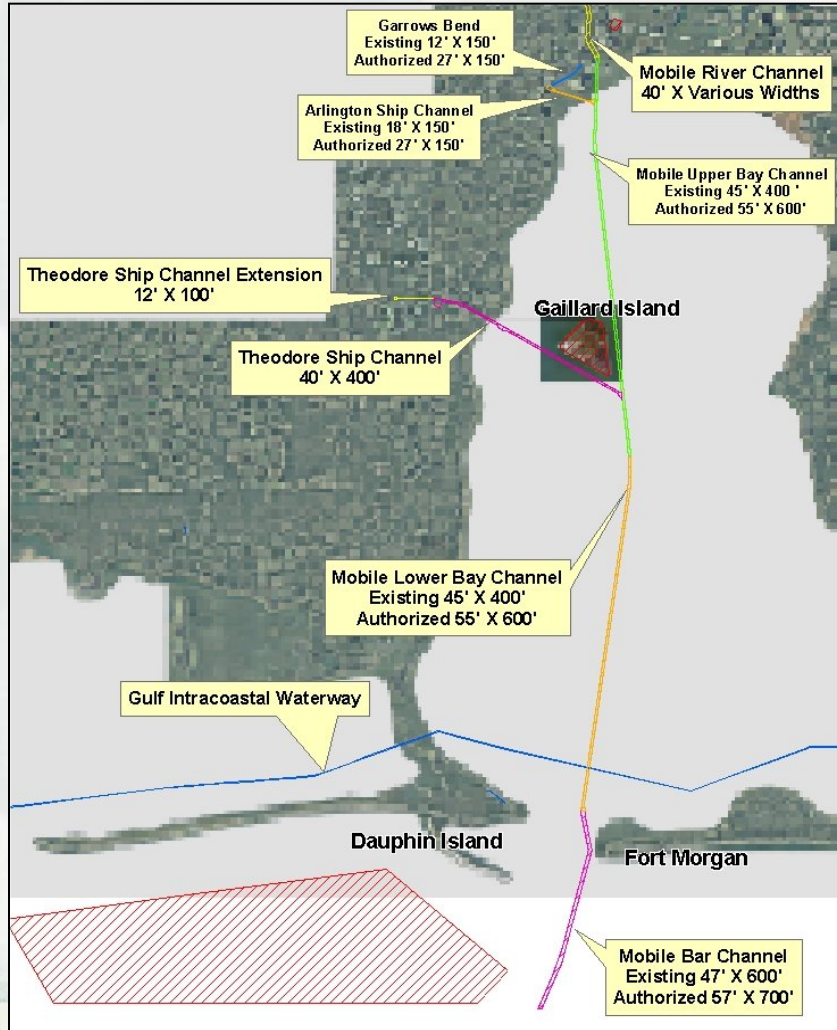 Garrows Bend
Existing 12' X 150'
Authorized 27' X 150'
Mobile River Channel
40' X Various Widths
Arlington Ship Channel
Existing 18' X 150'
Authorized 27' X 150'
Mobile Upper Bay Channel
Existing 45' X 400 '
Authorized 55' X 600'
Theodore Ship Channel Extension
12' X 100'
Gaillard Island
Theodore Ship Channel
40' X 400'
Mobile Lower Bay Channel
Existing 45' X 400'
Authorized 55' X 600'
Gulf Intracoastal Waterway
Dauphin Island
Fort Morgan
Mobile Bar Channel
Existing 47' X 600'
Authorized 57' X 700'